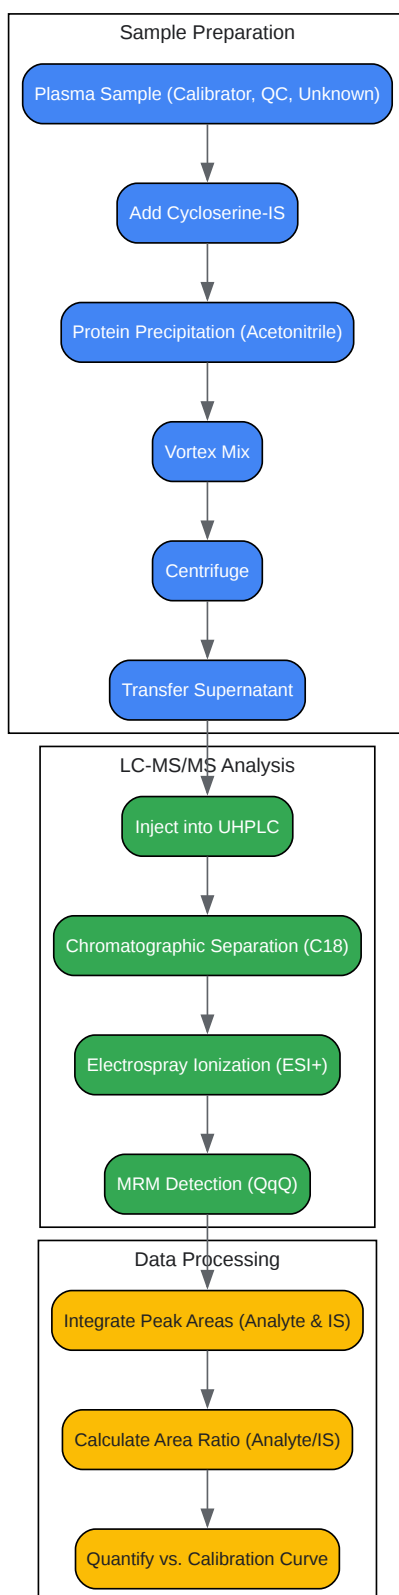 Sample Preparation
Plasma Sample (Calibrator, QC, Unknown)
Add Cycloserine-IS
Protein Precipitation (Acetonitrile)
Vortex Mix
Centrifuge
Transfer Supernatant
LC-MS/MS Analysis
Inject into UHPLC
Chromatographic Separation (C18)
Electrospray Ionization (ESI+)
MRM Detection (QqQ)
Data Processing
Integrate Peak Areas (Analyte & IS)
Calculate Area Ratio (Analyte/IS)
Quantify vs. Calibration Curve